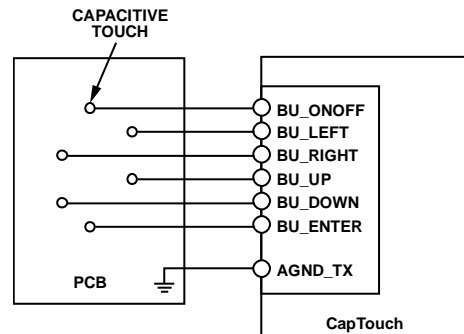 CAPACITIVE
TOUCH
BU_ONOFF
BU_LEFT
BU_RIGHT
BU_UP
BU_DOWN
BU_ENTER
AGND_TX
PCB
CapTouch